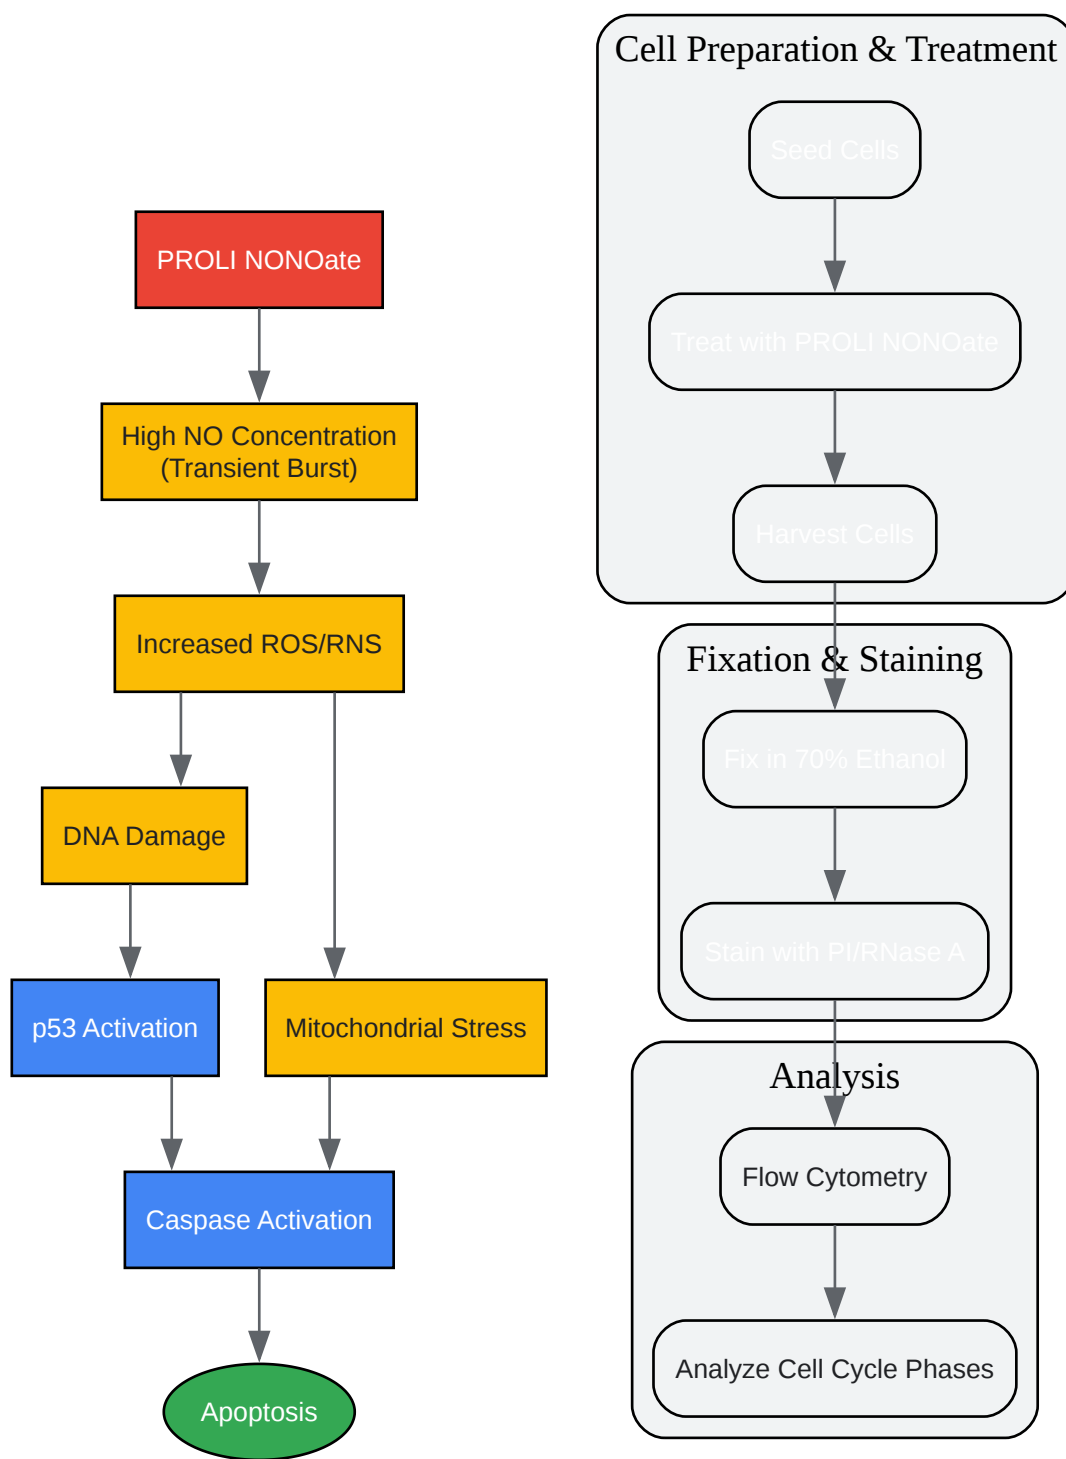 PROLI NONOate
High NO Concentration
(Transient Burst)
Increased ROS/RNS
DNA Damage
p53 Activation
Mitochondrial Stress
Caspase Activation
Apoptosis
Cell Preparation & Treatment
Seed Cells
Treat with PROLI NONOate
Harvest Cells
Fixation & Staining
Fix in 70% Ethanol
Stain with PI/RNase A
Analysis
Flow Cytometry
Analyze Cell Cycle Phases